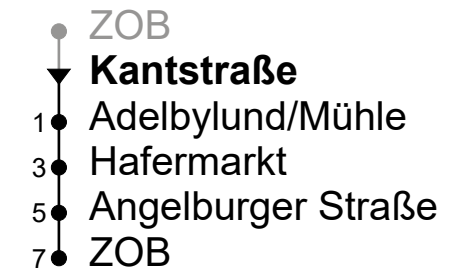 ZOB
Kantstraße
1 Adelbylund/Mühle
3 Hafermarkt
5 Angelburger Straße
7 ZOB